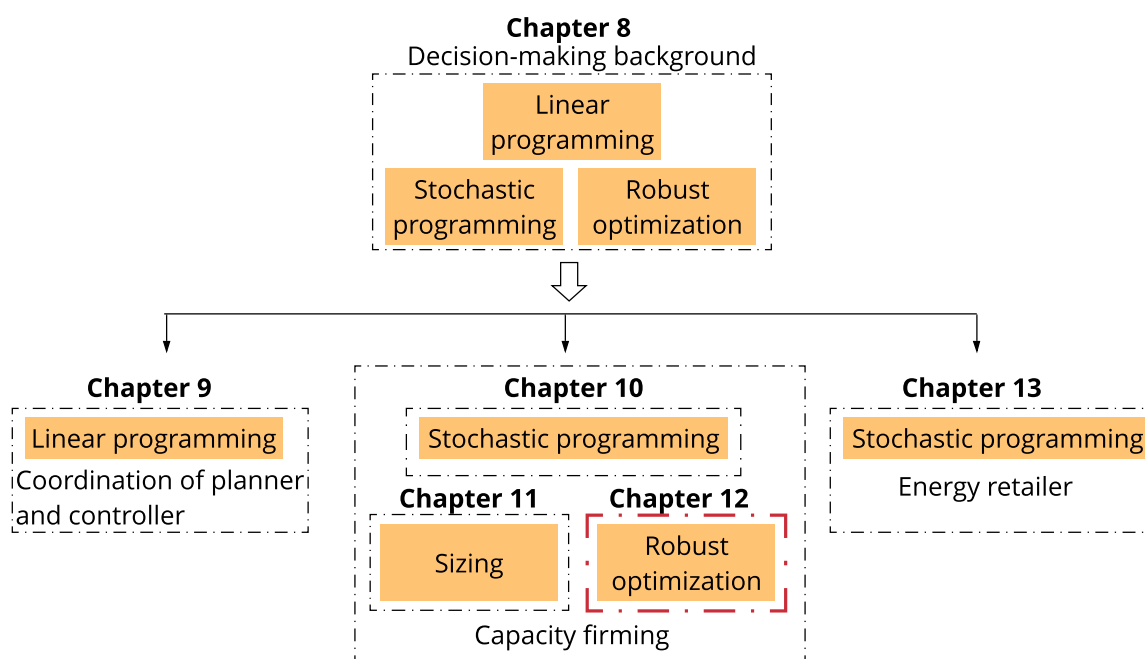 Chapter 8
Decision-making background
Linear
programming
Stochastic
programming
Robust
optimization
Chapter 9
Linear programming
Coordination of planner
and controller
Chapter 10
Stochastic programming
Chapter 11
Sizing
Chapter 12
Robust
optimization
Capacity firming
Chapter 13
Stochastic programming
Energy retailer